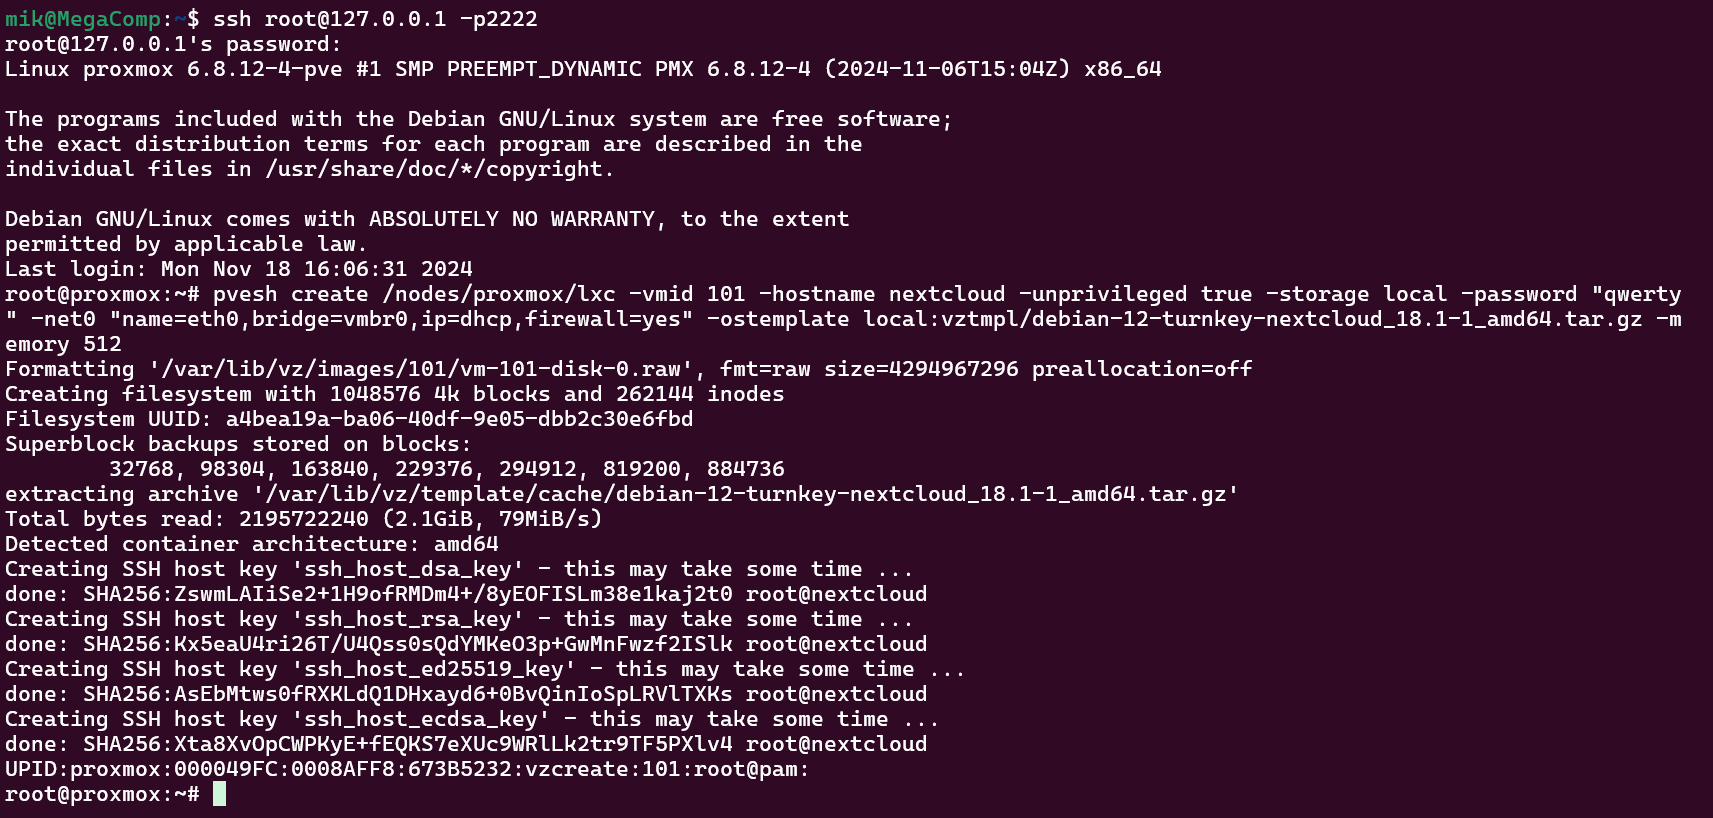 mik@MegaComp:~$ ssh root@127.0.0.1 -p2222
root@127.0.0.1's password:
Linux proxmox 6.8.12-4-pve #1 SMP PREEMPT_DYNAMIC PMX 6.8.12-4 (2024-11-06T15:04Z) x86_64
The programs included with the Debian GNU/Linux system are free software;
the exact distribution terms for each program are described in the
individual files in /usr/share/doc/*/copyright.
Debian GNU/Linux comes with ABSOLUTELY NO WARRANTY, to the extent
permitted by applicable law.
Last login: Mon Nov 18 16:06:31 2024
root@proxmox:~# pvesh create /nodes/proxmox/lxc -vmid 101 -hostname nextcloud -unprivileged true -storage local -password "qwerty
" -net0 "name=eth0,bridge=vmbr0,ip=dhcp,firewall=yes" -ostemplate local:vztmpl/debian-12-turnkey-nextcloud_18.1-1_amd64.tar.gz -m
emory 512
Formatting '/var/lib/vz/images/101/vm-101-disk-0.raw', fmt=raw size=4294967296 preallocation=off
Creating filesystem with 1048576 4k blocks and 262144 inodes
Filesystem UUID: a4bea19a-ba06-40df-9e05-dbb2c30e6fbd
Superblock backups stored on blocks:
32768, 98304, 163840, 229376, 294912, 819200, 884736
extracting archive '/var/lib/vz/template/cache/debian-12-turnkey-nextcloud_18.1-1_amd64.tar.gz'
Total bytes read: 2195722240 (2.1GiB, 79MiB/s)
Detected container architecture: amd64
Creating SSH host key 'ssh_host_dsa_key' - this may take some time ...
done: SHA256:ZswmLAIiSe2+1H9ofRMDm4+/8yEOFISLm38e1kaj2t0 root@nextcloud
Creating SSH host key 'ssh_host_rsa_key' - this may take some time ...
done: SHA256:Kx5eaU4ri26T/U4Qss0sQdYMKeO3p+GwMnFwzf2ISlk root@nextcloud
Creating SSH host key 'ssh_host_ed25519_key' - this may take some time ...
done: SHA256:AsEbMtws0fRXKLdQ1DHxayd6+0BvQinIoSpLRVlTXKs root@nextcloud
Creating SSH host key 'ssh_host_ecdsa_key' - this may take some time ...
done: SHA256:Xta8XvOpCWPKyE+fEQKS7eXUc9WRlLk2tr9TF5PXlv4 root@nextcloud
UPID:proxmox:000049FC:0008AFF8:673B5232:vzcreate:101:root@pam:
root@proxmox:~#